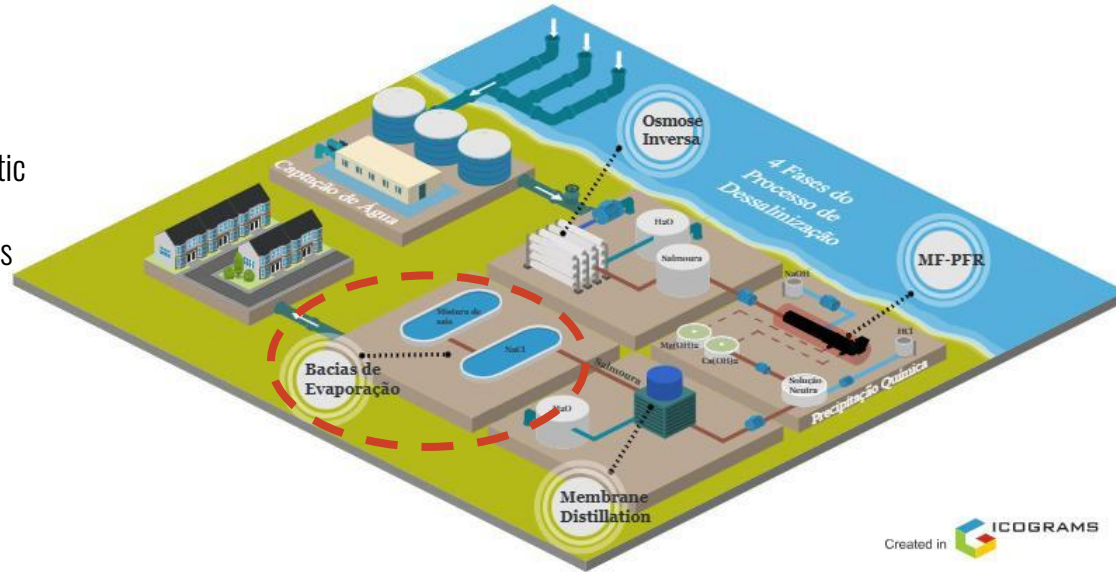 tic
s
Captação de Água
Osmose
Inversa
4 Fases do
Processo de
Dessalinização
MF-PFR
H2O
Salmoura
NaOH
HCl
Mg(OH)2
Ca(OH)2
Solução
Neutra
Precipitação Química
Mistura de
sais
NaCl
Bacias de
Evaporação
Salmoura
H2O
Membrane
Distillation
Created in
ICOGRAMS